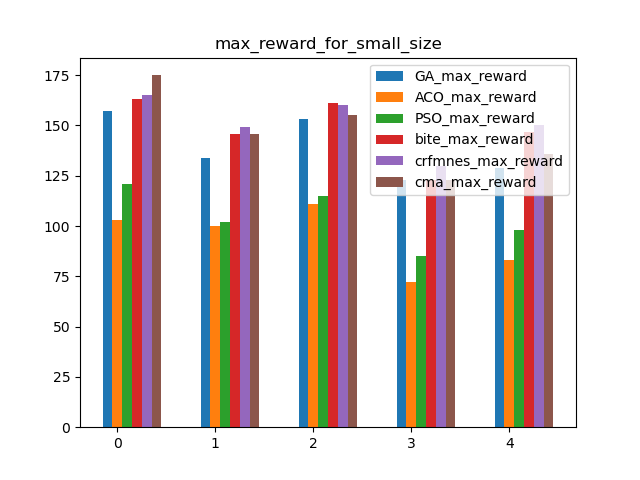 max_reward_for_small_size
175
150
125
100
75
50
25
0
GA_max_reward
ACO_max_reward
PSO_max_reward
bite_max_reward
crfmnes_max_reward
cma_max_reward
0 1 2 3 4